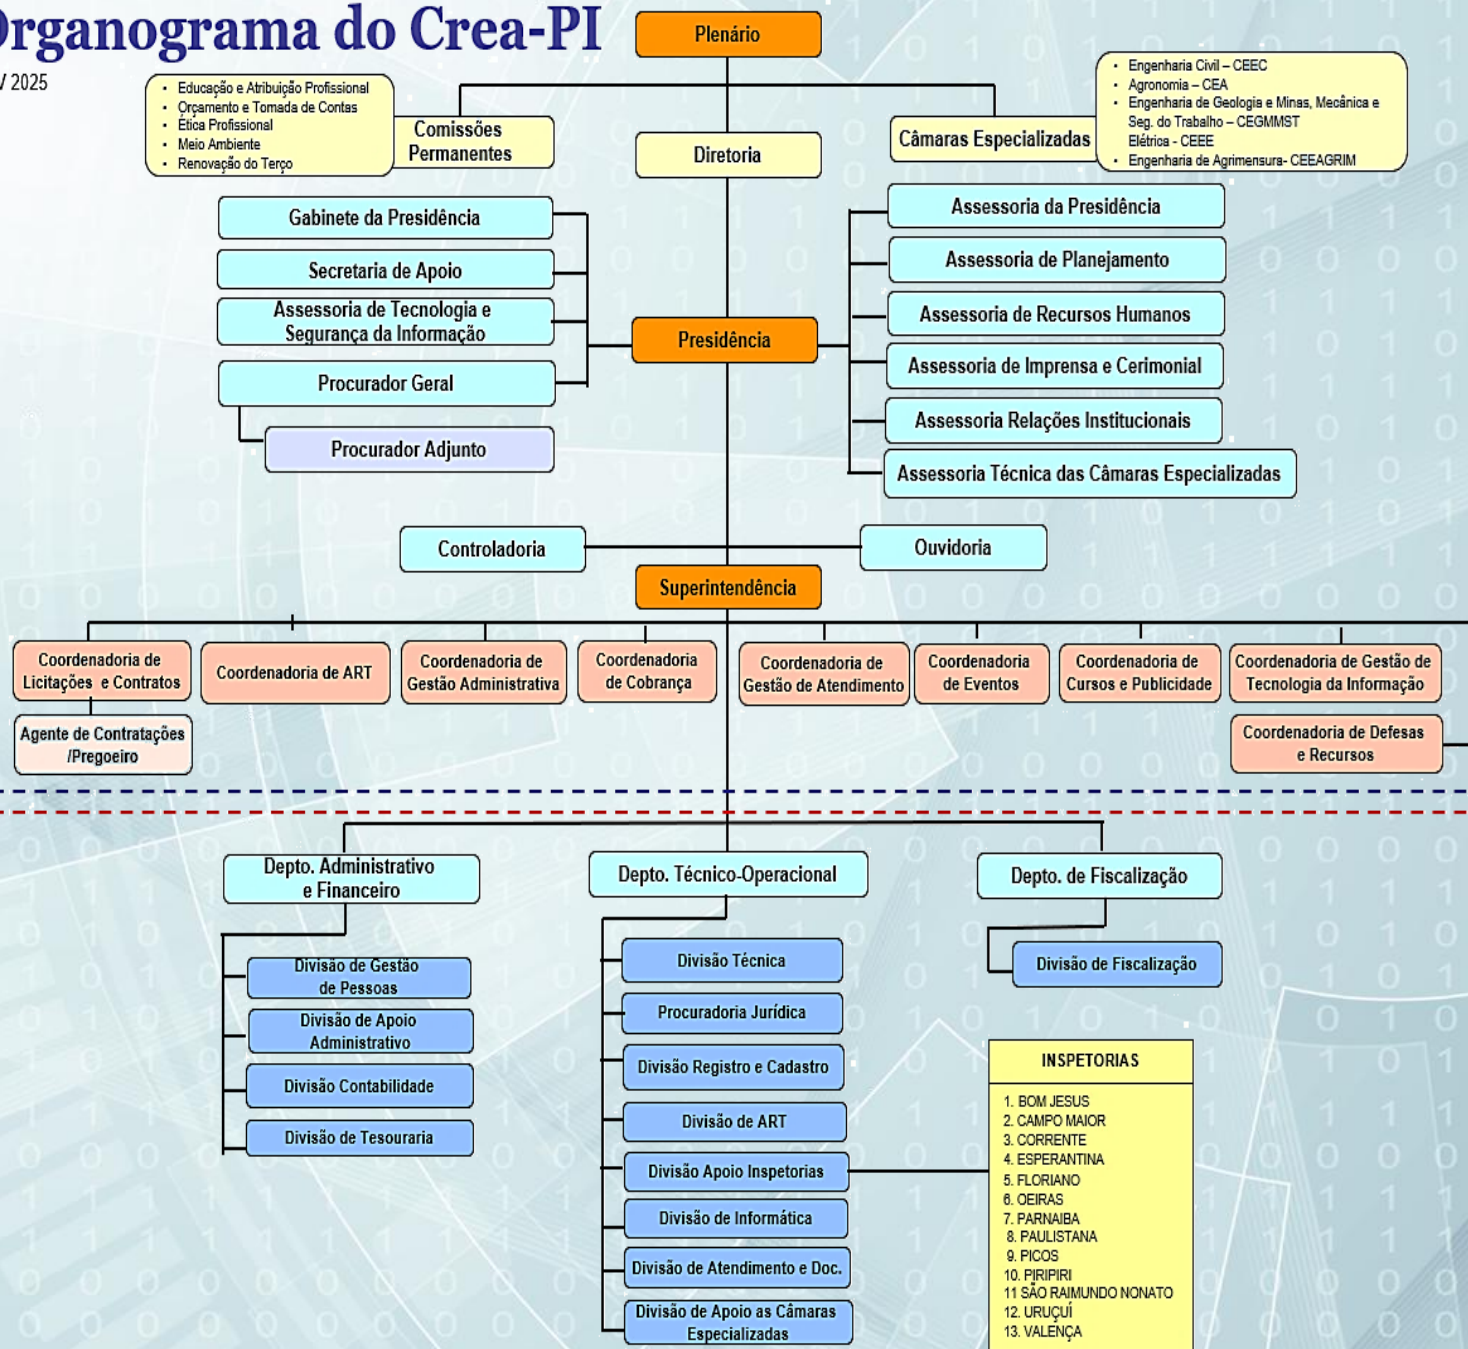 Organograma do Crea-PI
V 2025
Plenário
• Educação e Atribuição Profissional
• Orçamento e Tomada de Contas
• Ética Profissional
• Meio Ambiente
• Renovação do Terço
Comissões
Permanentes
Diretoria
Câmaras Especializadas
• Engenharia Civil – CEEC
• Agronomia – CEA
• Engenharia de Geologia e Minas, Mecânica e
Seg. do Trabalho – CEGMMST
Elétrica - CEEE
• Engenharia de Agrimensura- CEEAGRIM
Gabinete da Presidência
Secretaria de Apoio
Assessoria de Tecnologia e
Segurança da Informação
Procurador Geral
Procurador Adjunto
Presidência
Assessoria da Presidência
Assessoria de Planejamento
Assessoria de Recursos Humanos
Assessoria de Imprensa e Cerimonial
Assessoria Relações Institucionais
Assessoria Técnica das Câmaras Especializadas
Controladoria
Ouvidoria
Superintendência
Coordenadoria de
Licitações e Contratos
Coordenadoria de ART
Coordenadoria de
Gestão Administrativa
Coordenadoria
de Cobrança
Coordenadoria de
Gestão de Atendimento
Coordenadoria
de Eventos
Coordenadoria de
Cursos e Publicidade
Coordenadoria de Gestão de
Tecnologia da Informação
Agente de Contratações
/Pregoeiro
Coordenadoria de Defesas
e Recursos
Depto. Administrativo
e Financeiro
Depto. Técnico-Operacional
Depto. de Fiscalização
Divisão de Gestão
de Pessoas
Divisão de Apoio
Administrativo
Divisão Contabilidade
Divisão de Tesouraria
Divisão Técnica
Procuradoria Jurídica
Divisão Registro e Cadastro
Divisão de ART
Divisão Apoio Inspetorias
Divisão de Informática
Divisão de Atendimento e Doc.
Divisão de Apoio as Câmaras
Especializadas
Divisão de Fiscalização
INSPETORIAS
1. BOM JESUS
2. CAMPO MAIOR
3. CORRENTE
4. ESPERANTINA
5. FLORIANO
6. OEIRAS
7. PARNAIBA
8. PAULISTANA
9. PICOS
10. PIRIPIRI
11 SÃO RAIMUNDO NONATO
12. URUÇUÍ
13. VALENÇA